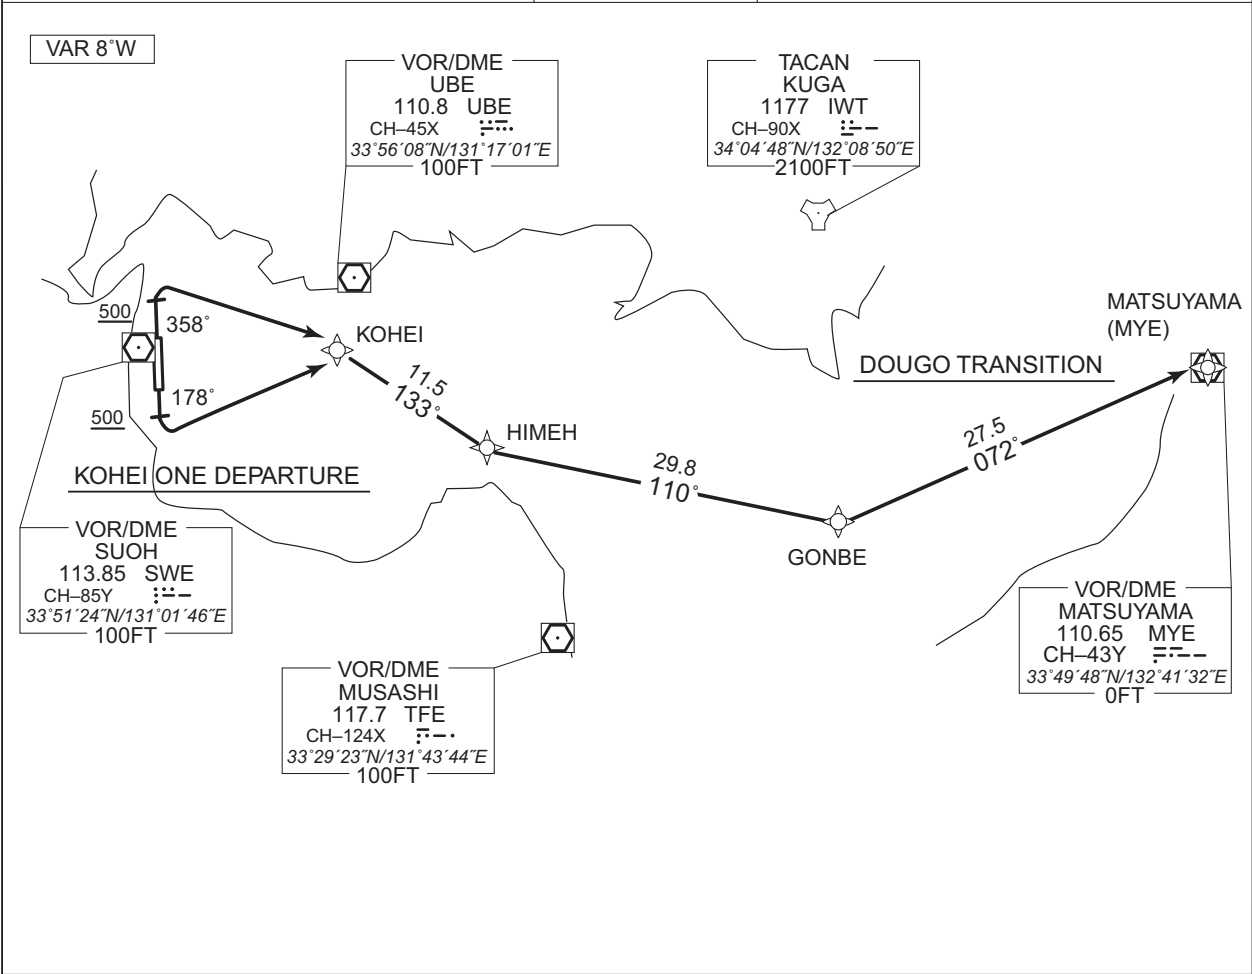 VAR 8˚W
VOR/DME
UBE
110.8 UBE
CH–45X
33˚56´08˝N/131˚17´01˝E
100FT
TACAN
KUGA
1177 IWT
CH–90X
34˚04´48˝N/132˚08´50˝E
2100FT
500
358˚
KOHEI
178˚
500
11.5
133˚
HIMEH
KOHEI ONE DEPARTURE
29.8
110˚
GONBE
DOUGO TRANSITION
27.5
072˚
MATSUYAMA
(MYE)
VOR/DME
SUOH
113.85 SWE
CH–85Y
33˚51´24˝N/131˚01´46˝E
100FT
VOR/DME
MUSASHI
117.7 TFE
CH–124X
33˚29´23˝N/131˚43´44˝E
100FT
VOR/DME
MATSUYAMA
110.65 MYE
CH–43Y
33˚49´48˝N/132˚41´32˝E
0FT